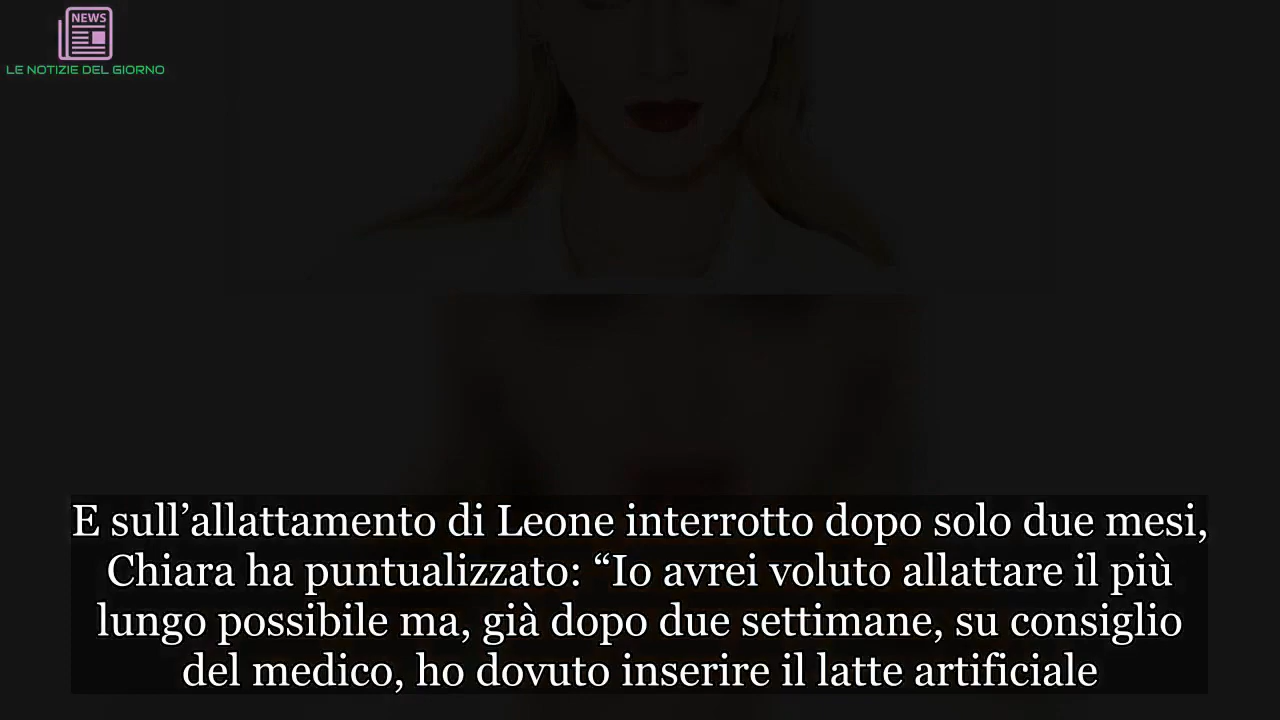 NEWS
LE NOTIZIE DEL GIORNO
E sull’allattamento di Leone interrotto dopo solo due mesi,
Chiara ha puntualizzato: “Io avrei voluto allattare il più
lungo possibile ma, già dopo due settimane, su consiglio
del medico, ho dovuto inserire il latte artificiale